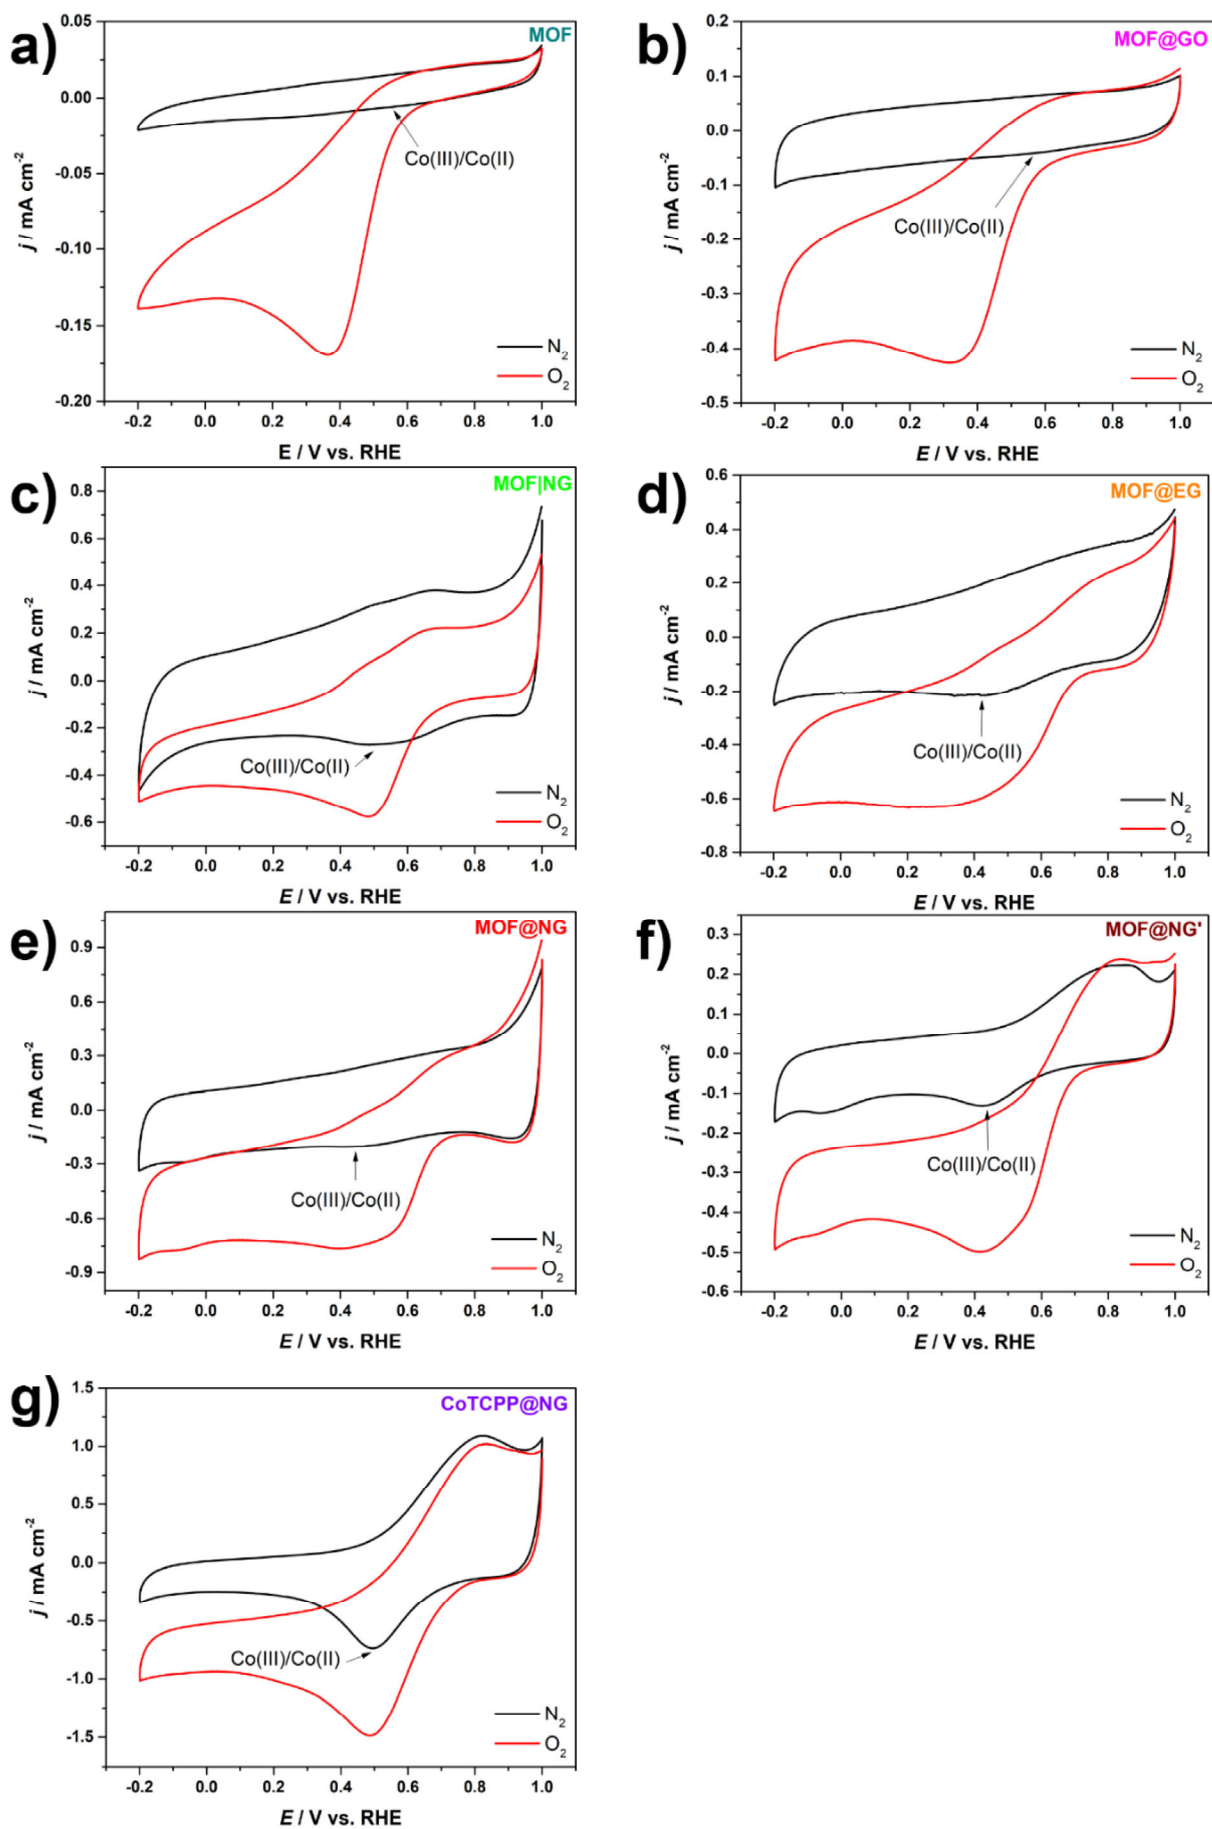 a)
MOF
0.05
0.00
-0.05
-0.10
-0.15
-0.20
j / mA cm⁻²
Co(III)/Co(II)
N₂
O₂
-0.2 0.0 0.2 0.4 0.6 0.8 1.0
E / V vs. RHE
b)
MOF@GO
0.2
0.1
0.0
-0.1
-0.2
-0.3
-0.4
-0.5
j / mA cm⁻²
Co(III)/Co(II)
N₂
O₂
-0.2 0.0 0.2 0.4 0.6 0.8 1.0
E / V vs. RHE
c)
MOF|NG
0.8
0.6
0.4
0.2
0.0
-0.2
-0.4
-0.6
j / mA cm⁻²
Co(III)/Co(II)
N₂
O₂
-0.2 0.0 0.2 0.4 0.6 0.8 1.0
E / V vs. RHE
d)
MOF@EG
0.6
0.4
0.2
0.0
-0.2
-0.4
-0.6
-0.8
j / mA cm⁻²
Co(III)/Co(II)
N₂
O₂
-0.2 0.0 0.2 0.4 0.6 0.8 1.0
E / V vs. RHE
e)
MOF@NG
0.9
0.6
0.3
0.0
-0.3
-0.6
-0.9
j / mA cm⁻²
Co(III)/Co(II)
N₂
O₂
-0.2 0.0 0.2 0.4 0.6 0.8 1.0
E / V vs. RHE
f)
MOF@NG'
0.3
0.2
0.1
0.0
-0.1
-0.2
-0.3
-0.4
-0.5
-0.6
j / mA cm⁻²
Co(III)/Co(II)
N₂
O₂
-0.2 0.0 0.2 0.4 0.6 0.8 1.0
E / V vs. RHE
g)
CoTCPP@NG
1.5
1.0
0.5
0.0
-0.5
-1.0
-1.5
j / mA cm⁻²
Co(III)/Co(II)
N₂
O₂
-0.2 0.0 0.2 0.4 0.6 0.8 1.0
E / V vs. RHE